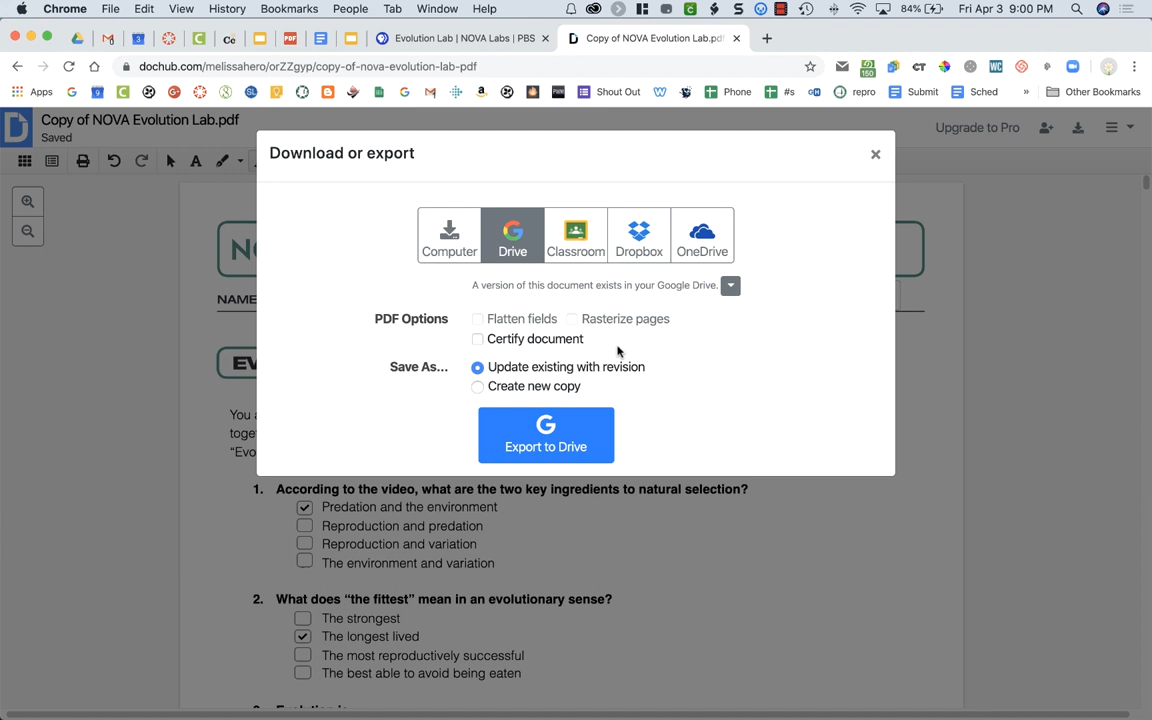 Chrome File Edit View History Bookmarks People Tab Window Help 84% Fri Apr 3 9:00 PM
Evolution Lab | NOVA Labs | PBS × Copy of NOVA Evolution Lab.pdf × +
dochub.com/melissahero/orZZgyp/copy-of-nova-evolution-lab-pdf
Apps Shout Out Phone #s repro Submit Sched » Other Bookmarks
Copy of NOVA Evolution Lab.pdf
Saved
Upgrade to Pro
Download or export
Computer Drive Classroom Dropbox OneDrive
A version of this document exists in your Google Drive.
PDF Options Flatten fields Rasterize pages
Certify document
Save As... Update existing with revision
Create new copy
Export to Drive
NAME
You
1. According to the video, what are the two key ingredients to natural selection?
Predation and the environment
Reproduction and predation
Reproduction and variation
The environment and variation
2. What does “the fittest” mean in an evolutionary sense?
The strongest
The longest lived
The most reproductively successful
The best able to avoid being eaten